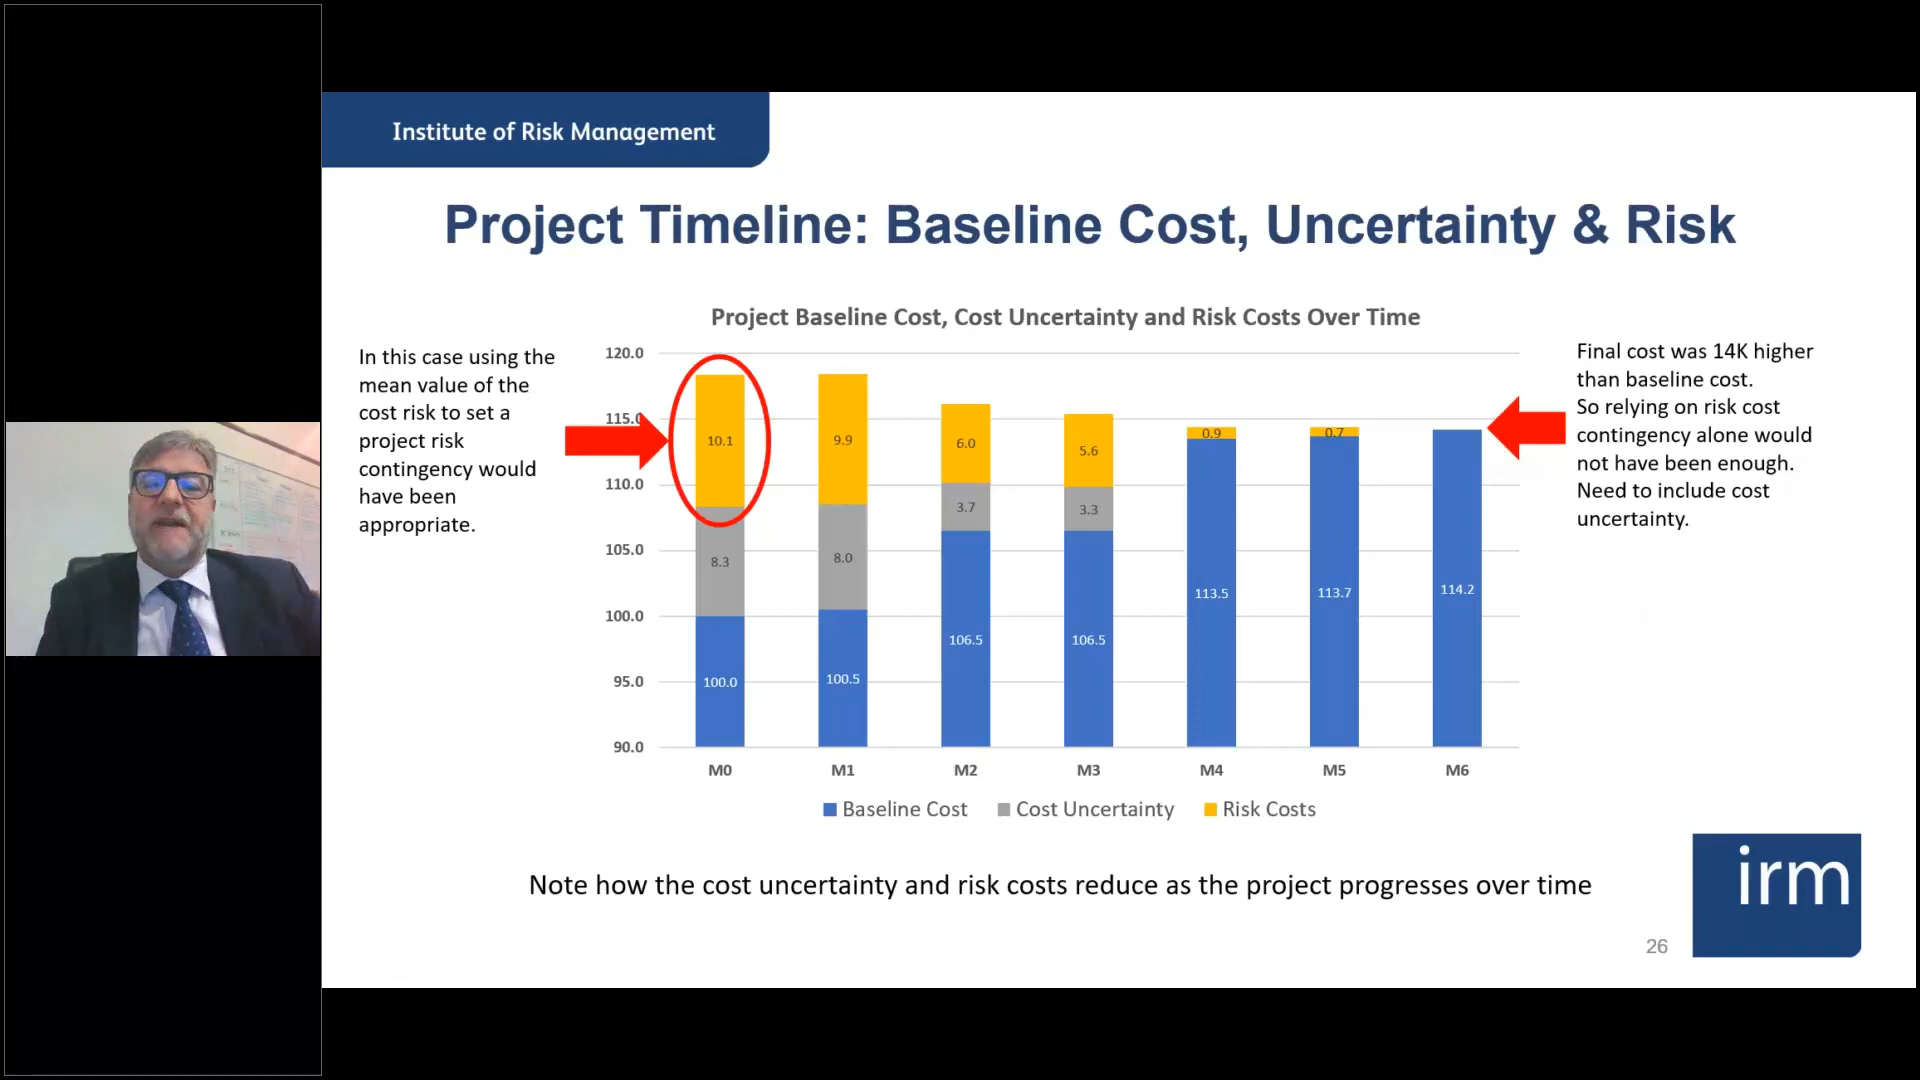 Institute of Risk Management
Project Timeline: Baseline Cost, Uncertainty & Risk
In this case using the
mean value of the
cost risk to set a
project risk
contingency would
have been
appropriate.
Project Baseline Cost, Cost Uncertainty and Risk Costs Over Time
120.0
115.0
110.0
105.0
100.0
95.0
90.0
10.1
9.9
6.0
5.6
0.9
0.7
8.3
8.0
3.7
3.3
100.0
100.5
106.5
106.5
113.5
113.7
114.2
M0
M1
M2
M3
M4
M5
M6
Baseline Cost
Cost Uncertainty
Risk Costs
Final cost was 14K higher
than baseline cost.
So relying on risk cost
contingency alone would
not have been enough.
Need to include cost
uncertainty.
Note how the cost uncertainty and risk costs reduce as the project progresses over time
irm
26